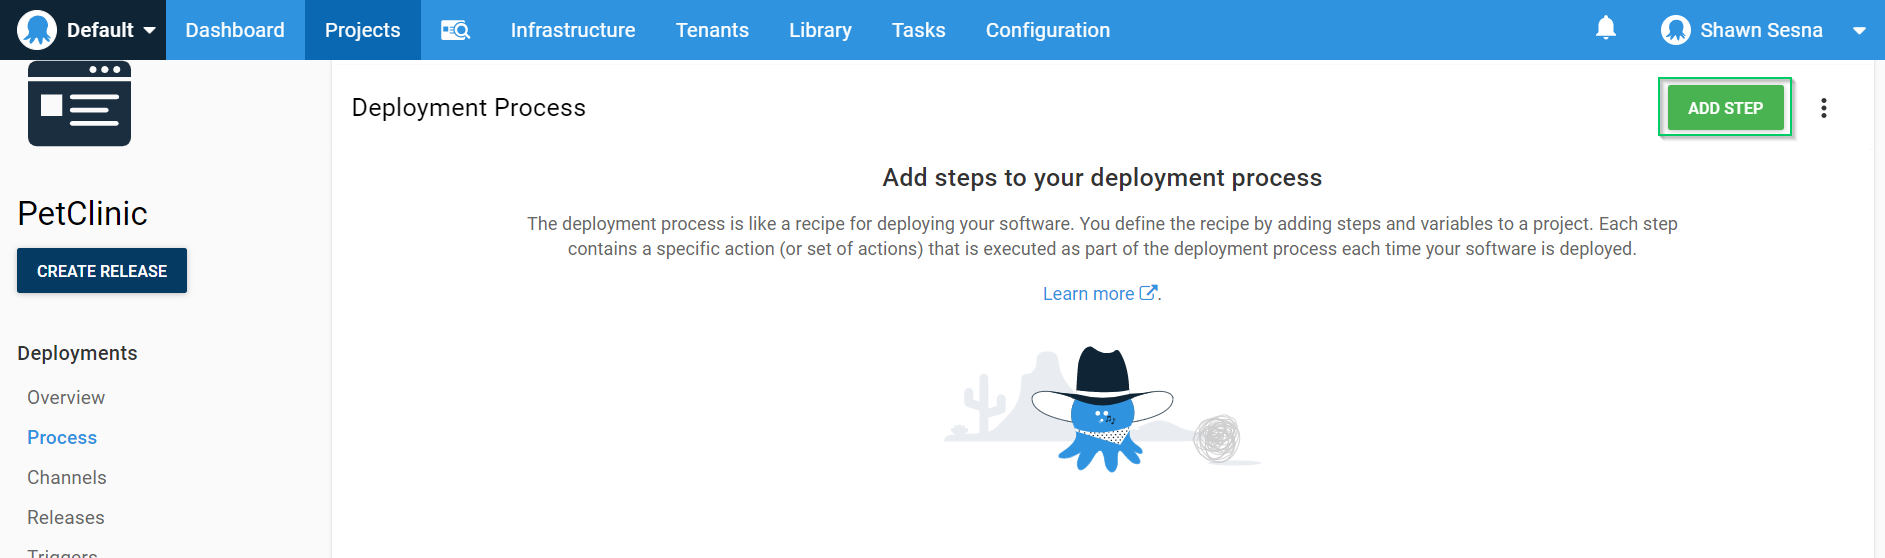 Default
Dashboard
Projects
Infrastructure
Tenants
Library
Tasks
Configuration
Shawn Sesna
PetClinic
CREATE RELEASE
Deployments
Overview
Process
Channels
Releases
Triggers
Deployment Process
ADD STEP
Add steps to your deployment process
The deployment process is like a recipe for deploying your software. You define the recipe by adding steps and variables to a project. Each step
contains a specific action (or set of actions) that is executed as part of the deployment process each time your software is deployed.
Learn more .